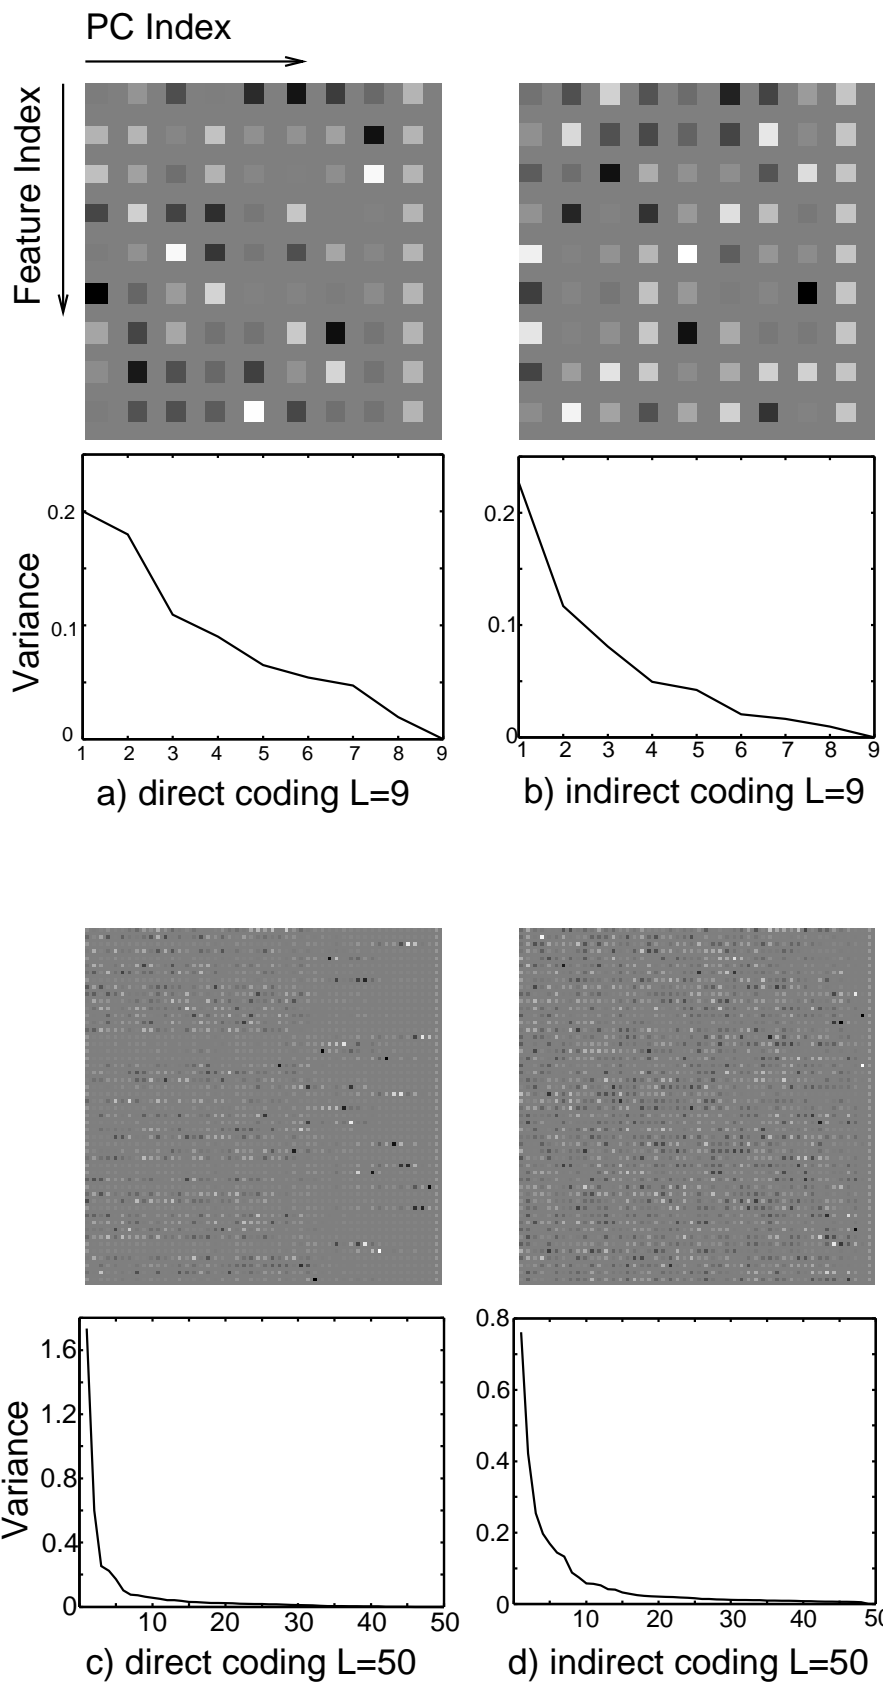 PC Index
Feature Index
0.2
0.1
0
Variance
1 2 3 4 5 6 7 8 9
a) direct coding L=9
0.2
0.1
0
1 2 3 4 5 6 7 8 9
b) indirect coding L=9
1.6
1.2
0.8
0.4
0
Variance
10 20 30 40 50
c) direct coding L=50
0.8
0.6
0.4
0.2
0
10 20 30 40 50
d) indirect coding L=50